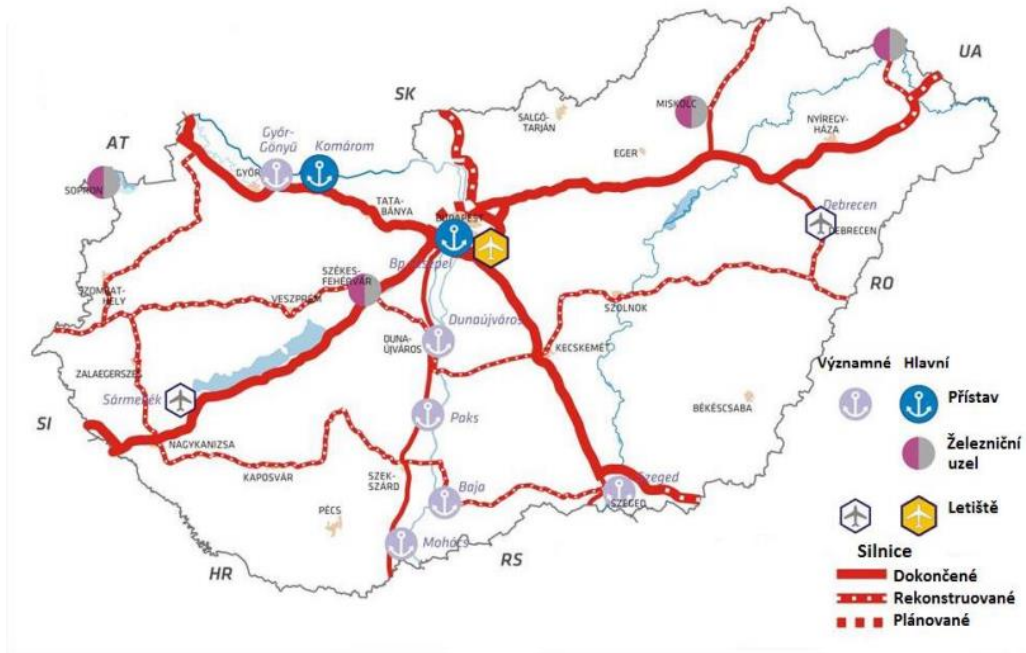 UA
SK
AT
SALGÓ-
TARJÁN
MISKOLC
Győr-
Gönyű
Komárom
NYÍREGY-
HÁZA
EGER
GYŐR
SOPRON
TATA-
BÁNYA
Debrecen
DEBRECEN
BUDAPEST
Bp.
SZÉKES-
FEHÉRVÁR
RO
SZOMBAT-
HELY
VESZPRÉM
SZOLNOK
Dunaújváros
DUNA-
ÚJVÁROS
KECSKEMÉT
Významné
Hlavní
ZALAEGERSZEG
Přístav
Sármellék
BÉKÉSCSABA
SI
Paks
NAGYKANIZSA
Železniční
uzel
KAPOSVÁR
SZEK-
SZÁRD
Baja
Szeged
SZEGED
PÉCS
Letiště
Mohács
RS
HR
Silnice
Dokončené
Rekonstruované
Plánované